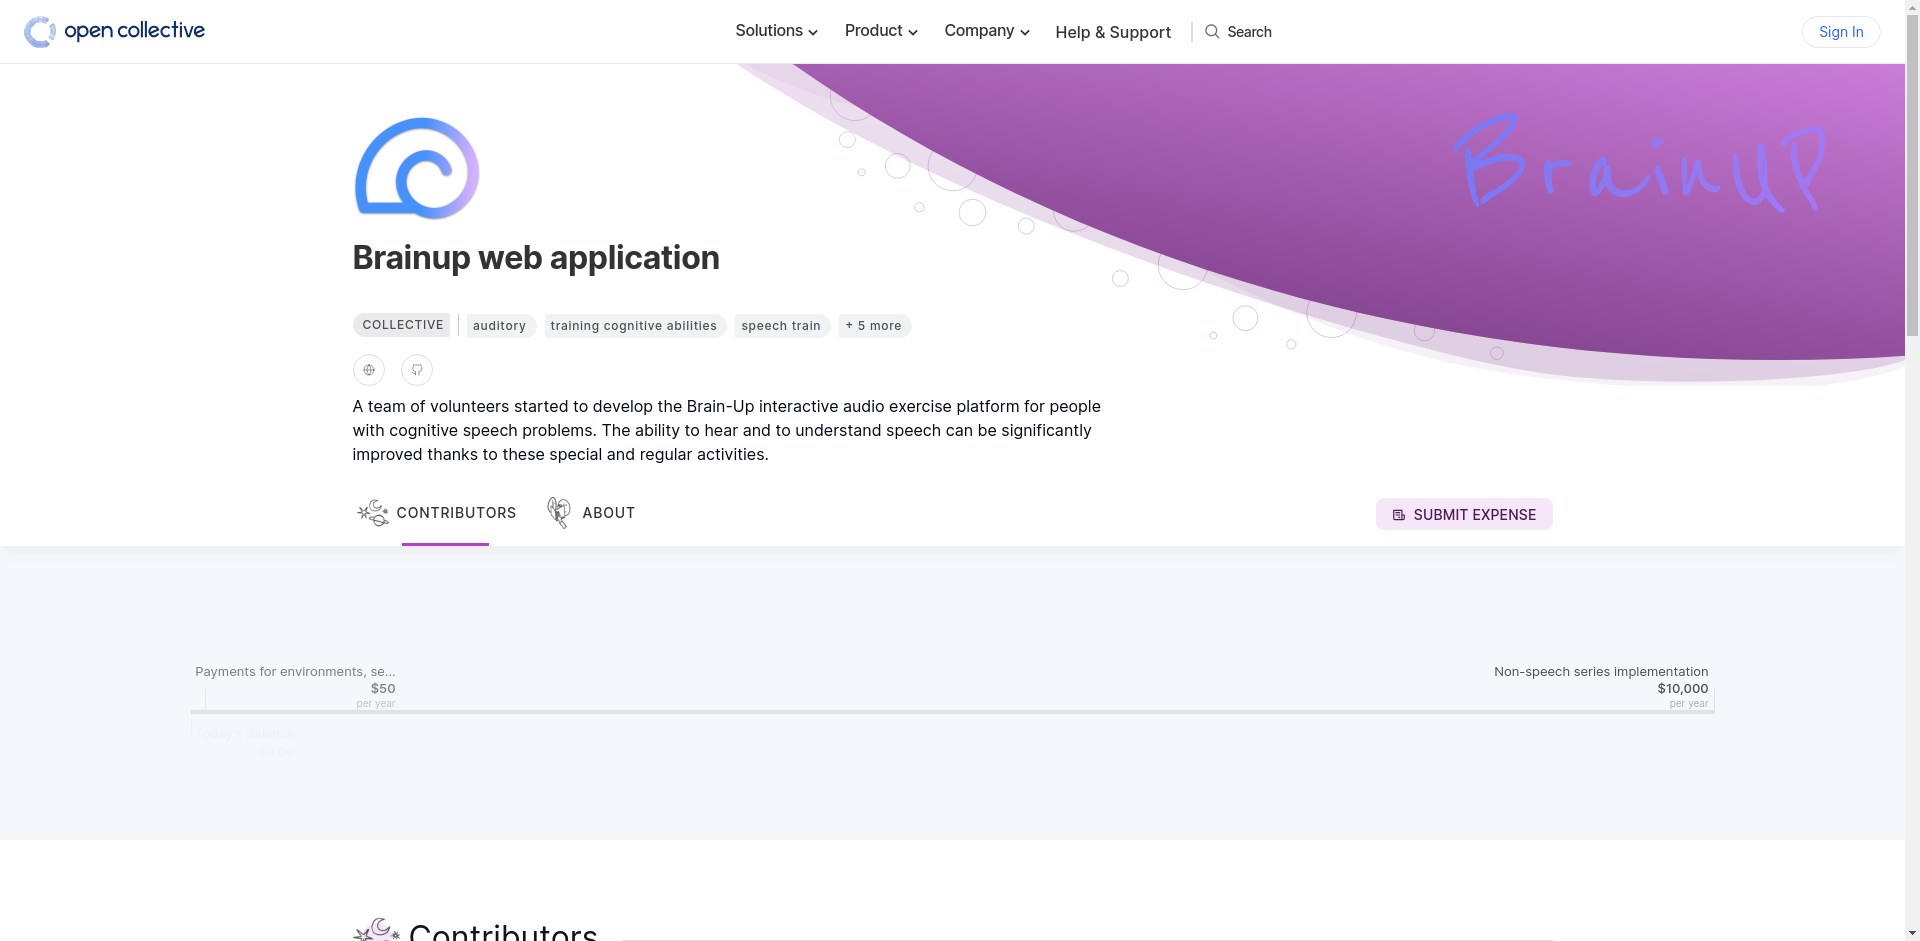 open collective
Solutions
Product
Company
Help & Support
Search
Sign In
BrainUP
Brainup web application
COLLECTIVE
auditory
training cognitive abilities
speech train
+ 5 more
A team of volunteers started to develop the Brain-Up interactive audio exercise platform for people
with cognitive speech problems. The ability to hear and to understand speech can be significantly
improved thanks to these special and regular activities.
CONTRIBUTORS
ABOUT
SUBMIT EXPENSE
Payments for environments, se...
$50
per year
Non-speech series implementation
$10,000
per year
Today's Balance
$0.00
Contributors